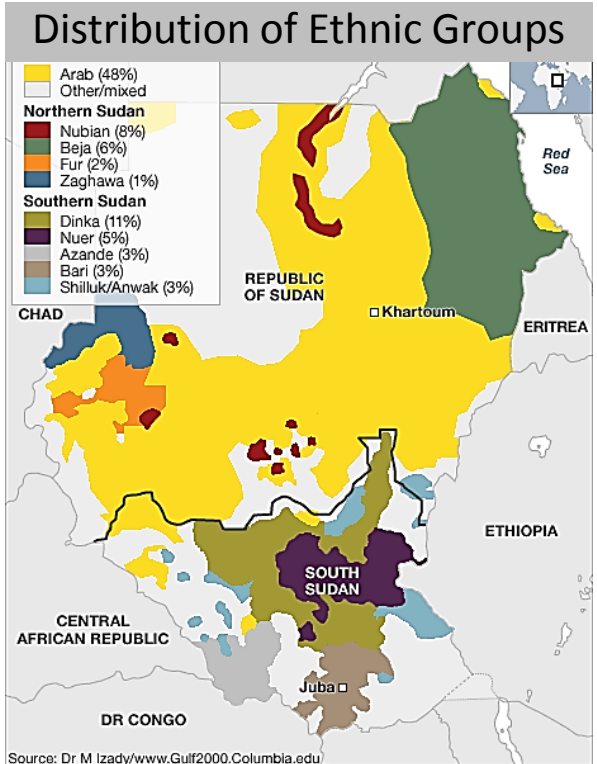 Distribution of Ethnic Groups
Arab (48%)
Other/mixed
Northern Sudan
Nubian (8%)
Beja (6%)
Fur (2%)
Zaghawa (1%)
Southern Sudan
Dinka (11%)
Nuer (5%)
Azande (3%)
Bari (3%)
Shilluk/Anwak (3%)
Red
Sea
REPUBLIC
OF SUDAN
Khartoum
CHAD
ERITREA
ETHIOPIA
SOUTH
SUDAN
CENTRAL
AFRICAN REPUBLIC
Juba
DR CONGO
Source: Dr M Izady/www.Gulf2000.Columbia.edu